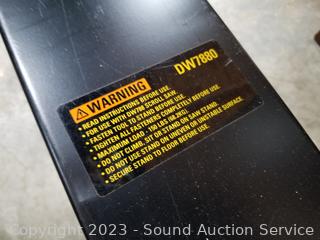 ⚠ WARNING
DW7880
• READ INSTRUCTIONS BEFORE USE.
• FOR USE WITH DW788 SCROLL SAW.
• FASTEN TOOL TO STAND BEFORE USE.
• TIGHTEN ALL FASTENERS COMPLETELY BEFORE USE.
• MAXIMUM LOAD - 150 LBS (68.2KG).
• DO NOT CLIMB, SIT OR STAND ON SAW STAND.
• DO NOT USE STAND ON UNEVEN OR UNSTABLE SURFACE.
• SECURE STAND TO FLOOR BEFORE USE.
Copyright 2023 - Sound Auction Service